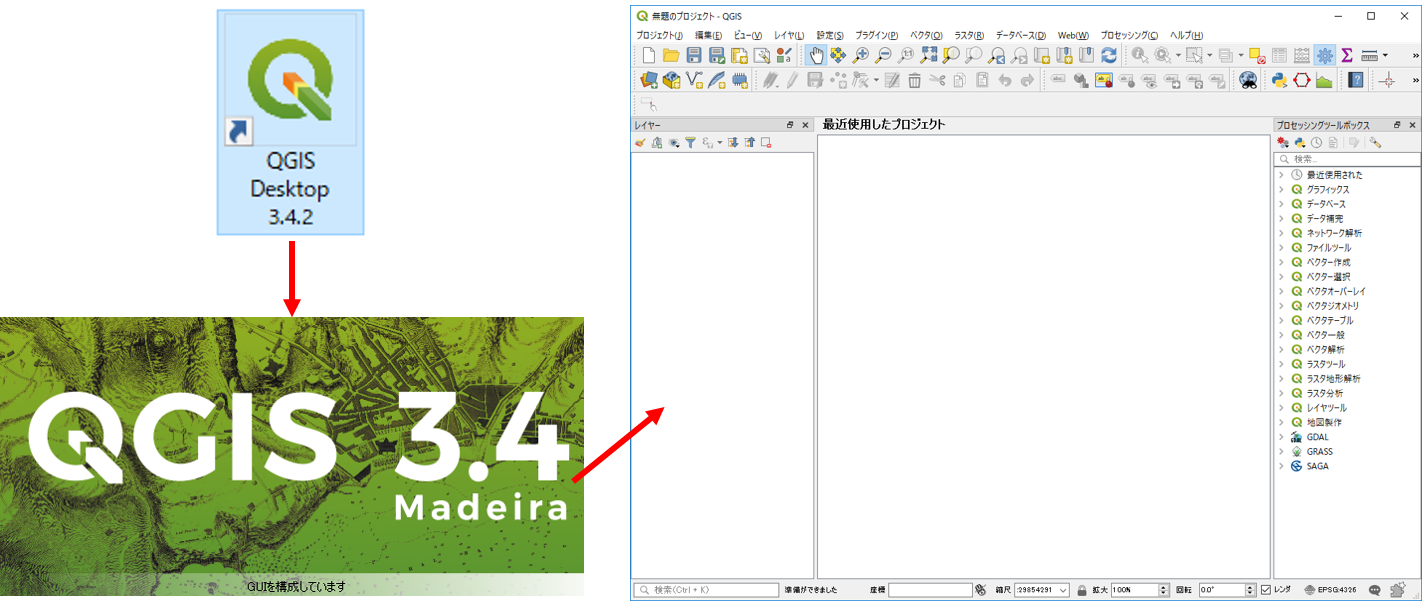 QGIS
Desktop
3.4.2
QGIS 3.4
Madeira
GUIを構成しています
無題のプロジェクト - QGIS
プロジェクト(J) 編集(E) ビュー(V) レイヤ(L) 設定(S) プラグイン(P) ベクタ(O) ラスタ(R) データベース(D) Web(W) プロセッシング(C) ヘルプ(H)
レイヤー
最近使用したプロジェクト
プロセッシングツールボックス
検索...
最近使用された
グラフィックス
データベース
データ補完
ネットワーク解析
ファイルツール
ベクター作成
ベクター選択
ベクタオーバーレイ
ベクタジオメトリ
ベクタテーブル
ベクタ一般
ベクタ解析
ラスタツール
ラスタ地形解析
ラスタ分析
レイヤツール
地図製作
GDAL
GRASS
SAGA
検索(Ctrl + K) 準備ができました 座標 縮尺 :29854291 拡大 100% 回転 0.0° レンダ EPSG:4326